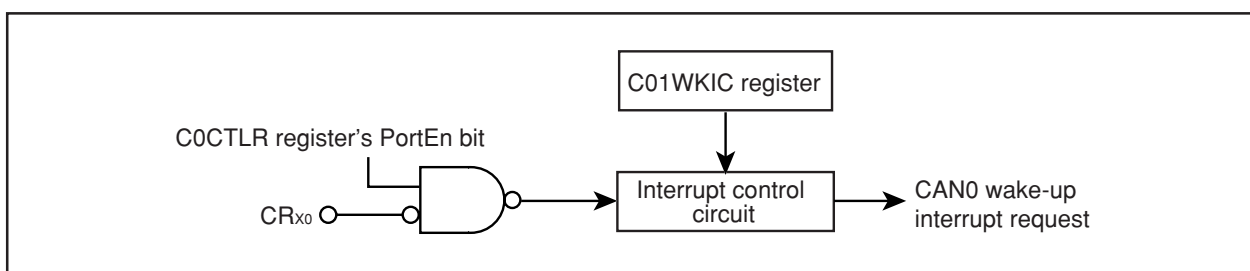 C01WKIC register
C0CTLR register's PortEn bit
Interrupt control
circuit
CAN0 wake-up
interrupt request
CRX0